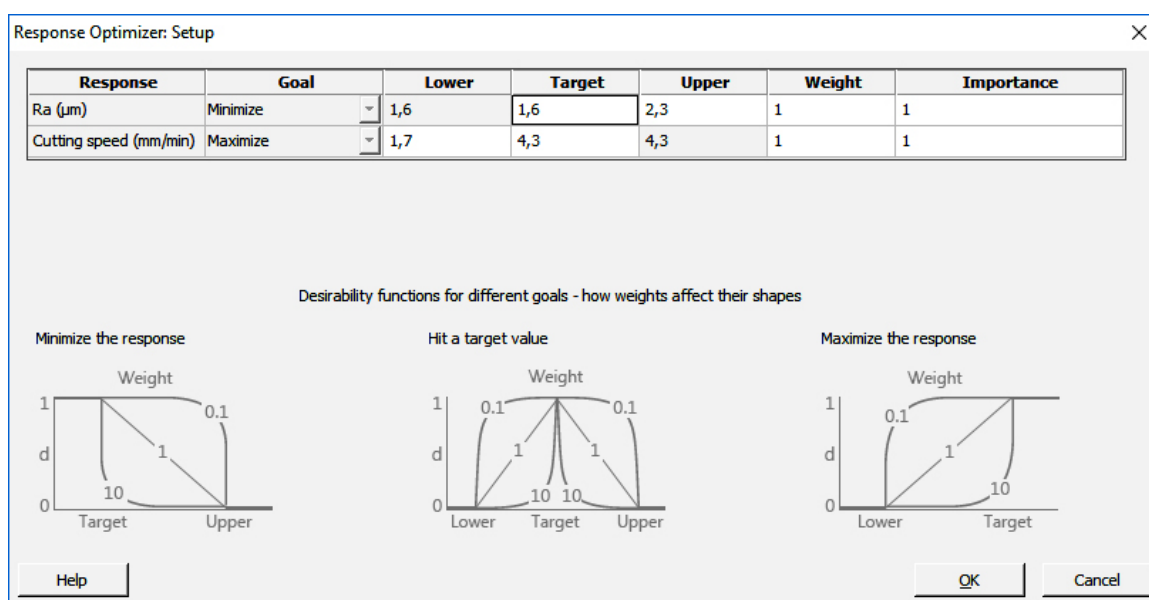 Response Optimizer: Setup
Response Goal Lower Target Upper Weight Importance
Ra (µm) Minimize 1,6 1,6 2,3 1 1
Cutting speed (mm/min) Maximize 1,7 4,3 4,3 1 1
Desirability functions for different goals - how weights affect their shapes
Minimize the response
Weight
1
0.1
d
1
10
0
Target Upper
Hit a target value
Weight
1
0.1 0.1
d
1 1
10 10
0
Lower Target Upper
Maximize the response
Weight
1
0.1
d
1
10
0
Lower Target
Help OK Cancel